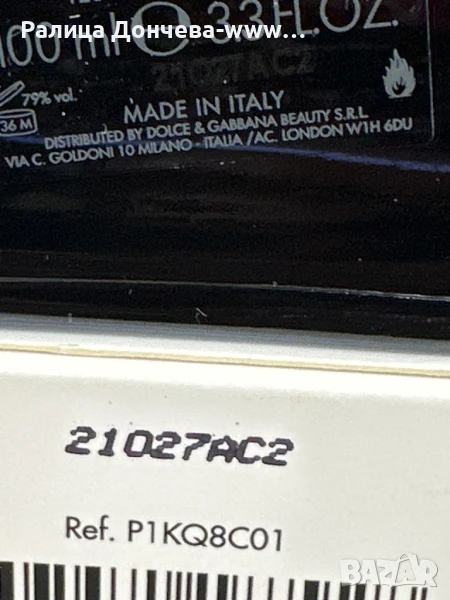 Ралица Дончева-www...
100 ml 3.3 FL.OZ.
21027AC2
79% vol.
36 M
MADE IN ITALY
DISTRIBUTED BY DOLCE & GABBANA BEAUTY S.R.L
VIA C. GOLDONI 10 MILANO - ITALIA /AC. LONDON W1H 6DU
21027AC2
Ref. P1KQ8C01
bazar